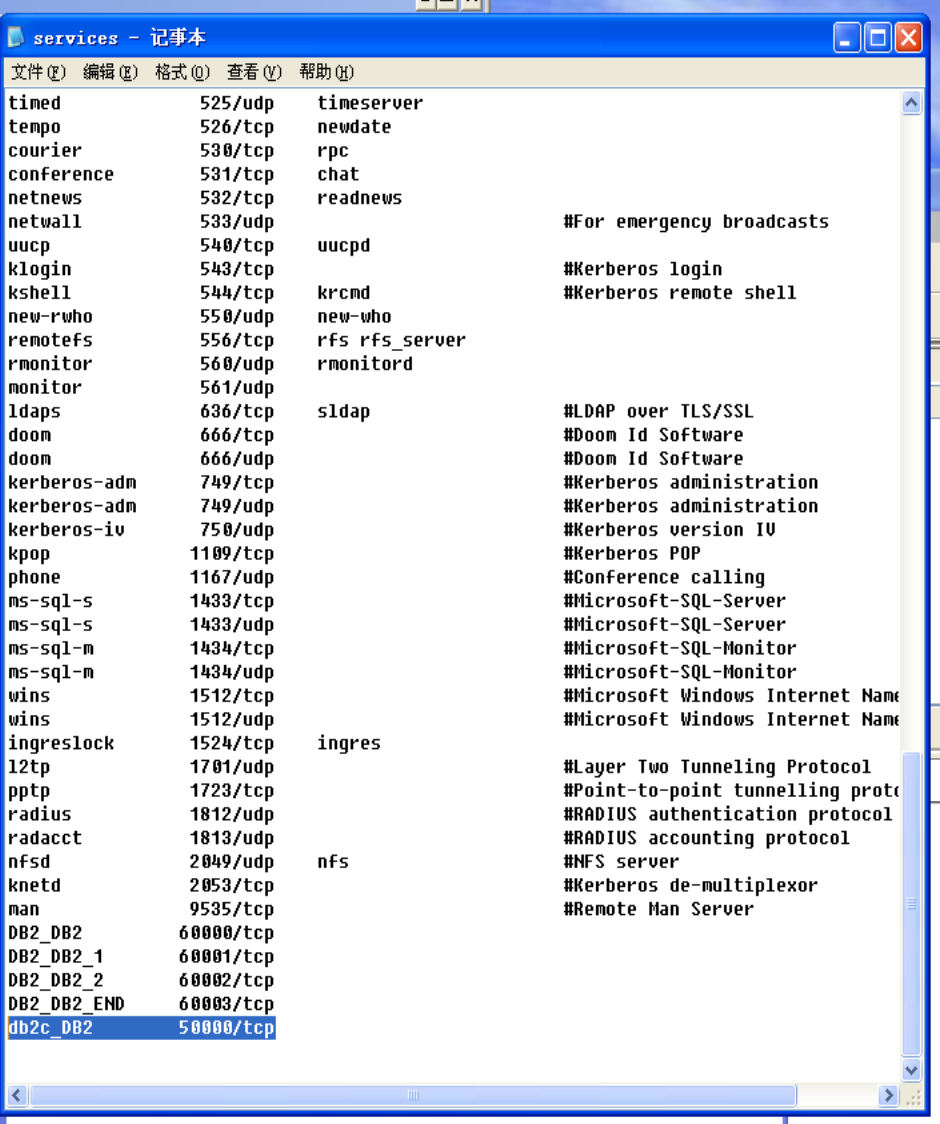 services - 记事本
文件(F) 编辑(E) 格式(O) 查看(V) 帮助(H)
timed 525/udp timeserver
tempo 526/tcp newdate
courier 530/tcp rpc
conference 531/tcp chat
netnews 532/tcp readnews
netwall 533/udp #For emergency broadcasts
uucp 540/tcp uucpd
klogin 543/tcp #Kerberos login
kshell 544/tcp krcmd #Kerberos remote shell
new-rwho 550/udp new-who
remotefs 556/tcp rfs rfs_server
rmonitor 560/udp rmonitord
monitor 561/udp
ldaps 636/tcp sldap #LDAP over TLS/SSL
doom 666/tcp #Doom Id Software
doom 666/udp #Doom Id Software
kerberos-adm 749/tcp #Kerberos administration
kerberos-adm 749/udp #Kerberos administration
kerberos-iv 750/udp #Kerberos version IV
kpop 1109/tcp #Kerberos POP
phone 1167/udp #Conference calling
ms-sql-s 1433/tcp #Microsoft-SQL-Server
ms-sql-s 1433/udp #Microsoft-SQL-Server
ms-sql-m 1434/tcp #Microsoft-SQL-Monitor
ms-sql-m 1434/udp #Microsoft-SQL-Monitor
wins 1512/tcp #Microsoft Windows Internet Name
wins 1512/udp #Microsoft Windows Internet Name
ingreslock 1524/tcp ingres
l2tp 1701/udp #Layer Two Tunneling Protocol
pptp 1723/tcp #Point-to-point tunnelling proto
radius 1812/udp #RADIUS authentication protocol
radacct 1813/udp #RADIUS accounting protocol
nfsd 2049/udp nfs #NFS server
knetd 2053/tcp #Kerberos de-multiplexor
man 9535/tcp #Remote Man Server
DB2_DB2 60000/tcp
DB2_DB2_1 60001/tcp
DB2_DB2_2 60002/tcp
DB2_DB2_END 60003/tcp
db2c_DB2 50000/tcp